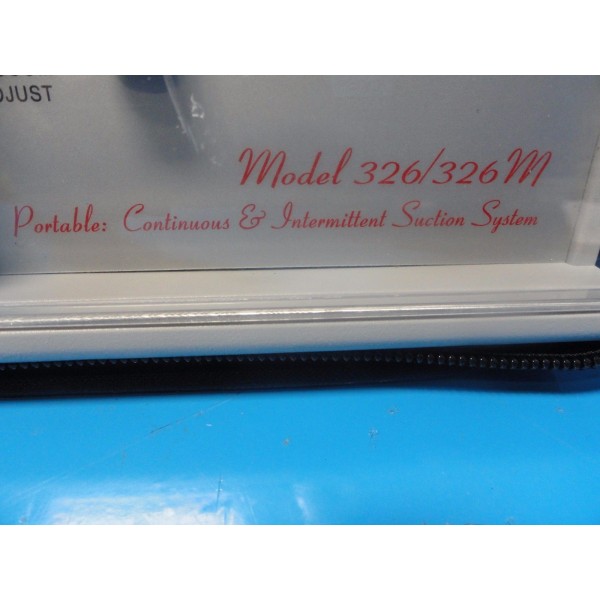 DJUST
Model 326/326M
Portable: Continuous & Intermittent Suction System